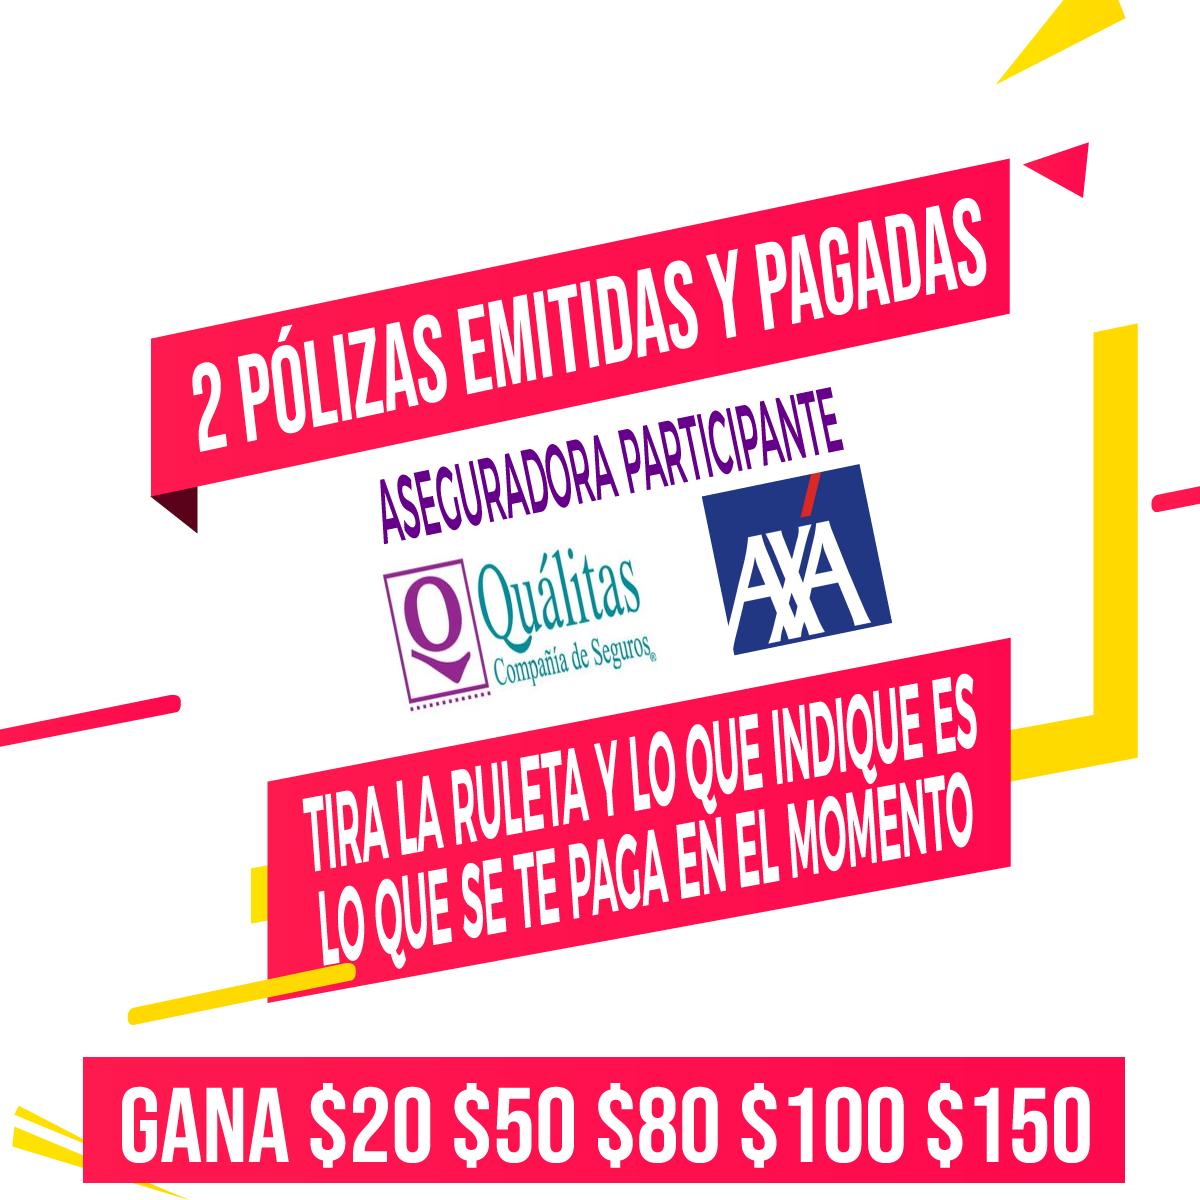 2 PÓLIZAS EMITIDAS Y PAGADAS
ASEGURADORA PARTICIPANTE
Q
Quálitas
Compañía de Seguros®
AXA
TIRA LA RULETA Y LO QUE INDIQUE ES
LO QUE SE TE PAGA EN EL MOMENTO
GANA $20 $50 $80 $100 $150